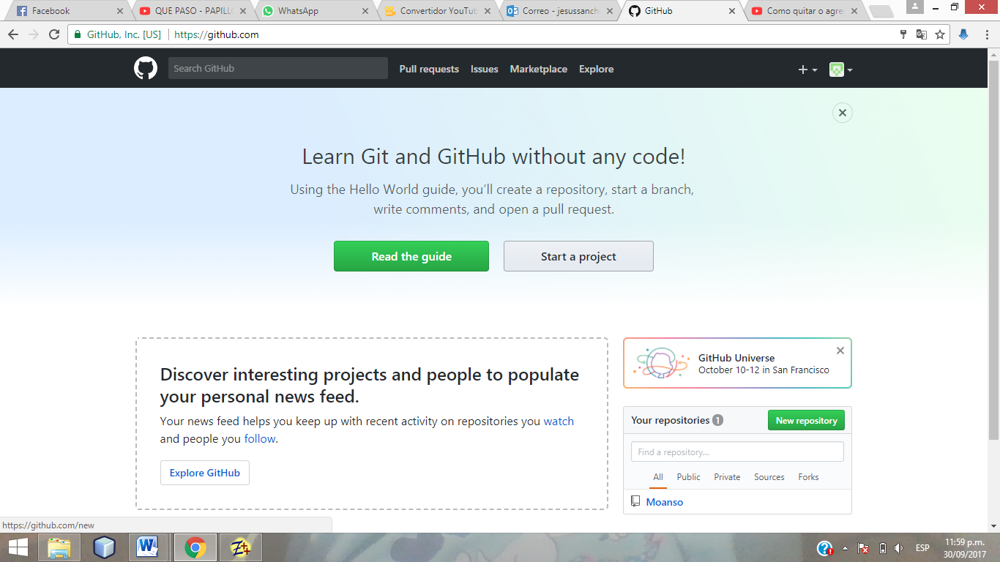 Facebook
QUE PASO - PAPILLO
WhatsApp
Convertidor YouTub
Correo - jesussanch
GitHub
Como quitar o agre
GitHub, Inc. [US] https://github.com
Search GitHub
Pull requests Issues Marketplace Explore
Learn Git and GitHub without any code!
Using the Hello World guide, you’ll create a repository, start a branch,
write comments, and open a pull request.
Read the guide
Start a project
Discover interesting projects and people to populate
your personal news feed.
Your news feed helps you keep up with recent activity on repositories you watch
and people you follow.
Explore GitHub
GitHub Universe
October 10-12 in San Francisco
Your repositories 1
New repository
Find a repository...
All Public Private Sources Forks
Moanso
https://github.com/new
ESP
11:59 p.m.
30/09/2017